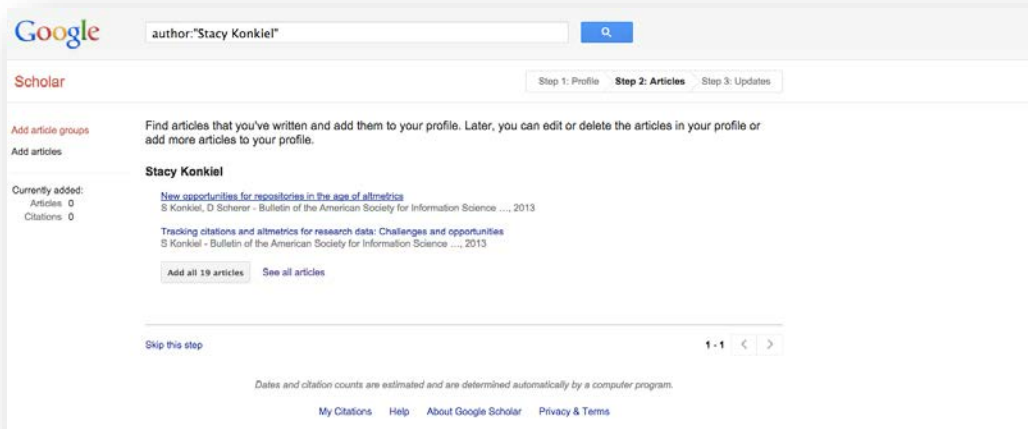 Google
author:"Stacy Konkiel"
Scholar
Step 1: Profile Step 2: Articles Step 3: Updates
Add article groups
Add articles
Currently added:
Articles 0
Citations 0
Find articles that you've written and add them to your profile. Later, you can edit or delete the articles in your profile or
add more articles to your profile.
Stacy Konkiel
New opportunities for repositories in the age of altmetrics
S Konkiel, D Scherer - Bulletin of the American Society for Information Science ..., 2013
Tracking citations and altmetrics for research data: Challenges and opportunities
S Konkiel - Bulletin of the American Society for Information Science ..., 2013
Add all 19 articles See all articles
Skip this step 1 - 1
Dates and citation counts are estimated and are determined automatically by a computer program.
My Citations Help About Google Scholar Privacy & Terms